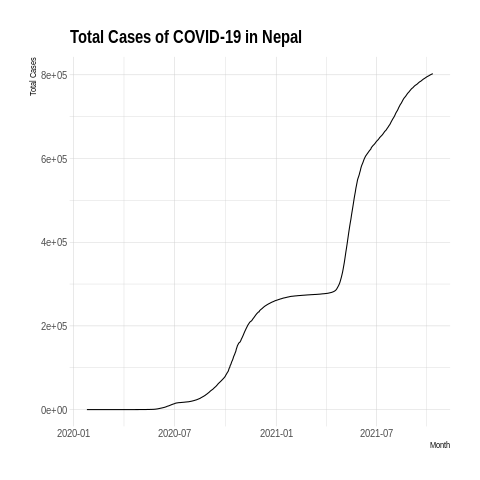 Total Cases of COVID-19 in Nepal
Total Cases
8e+05
6e+05
4e+05
2e+05
0e+00
2020-01 2020-07 2021-01 2021-07
Month